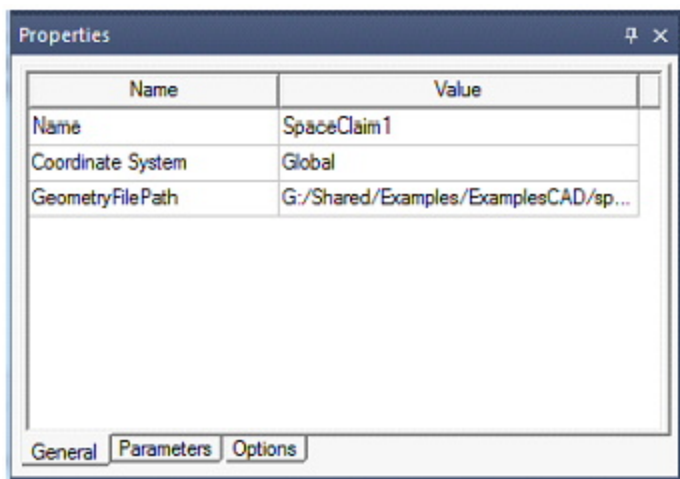 Properties
Name Value
Name SpaceClaim1
Coordinate System Global
GeometryFilePath G:/Shared/Examples/ExamplesCAD/sp...
General Parameters Options